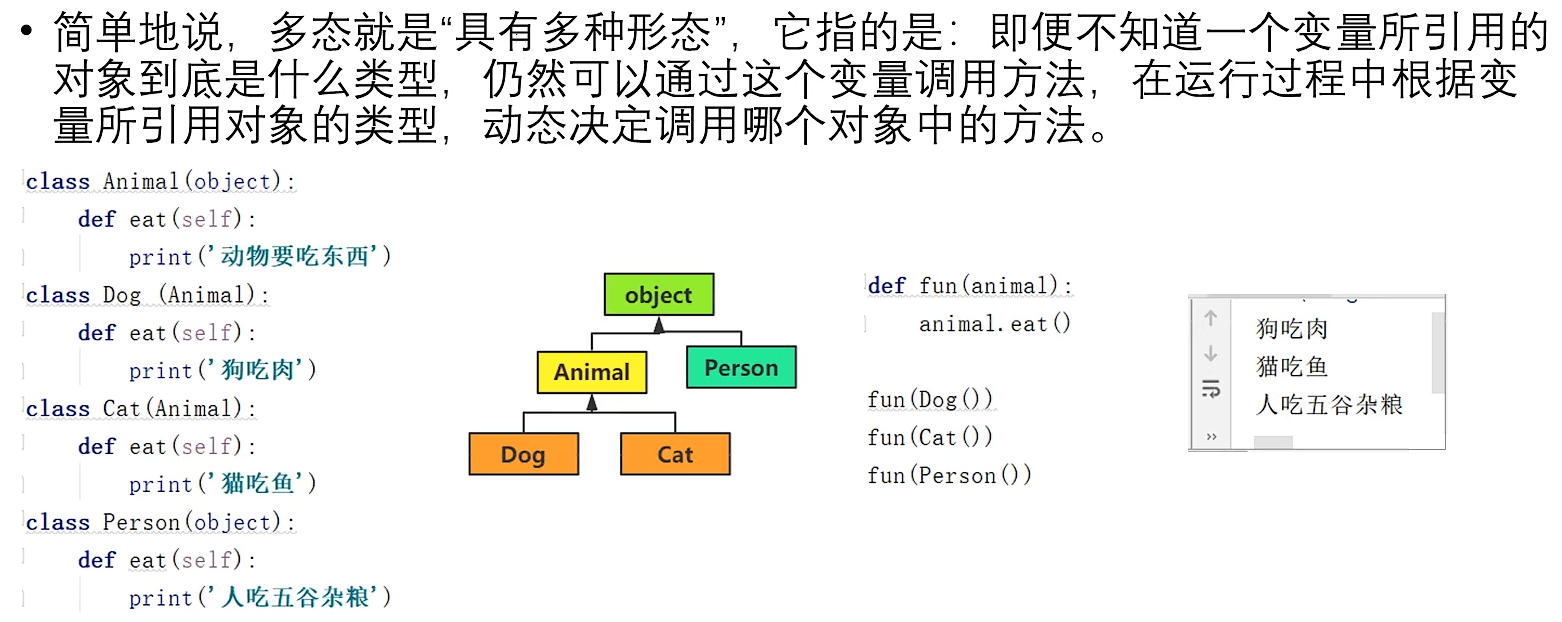 • 简单地说，多态就是“具有多种形态”，它指的是：即便不知道一个变量所引用的
对象到底是什么类型，仍然可以通过这个变量调用方法，在运行过程中根据变
量所引用对象的类型，动态决定调用哪个对象中的方法。
class Animal(object):
    def eat(self):
        print('动物要吃东西')
class Dog (Animal):
    def eat(self):
        print('狗吃肉')
class Cat(Animal):
    def eat(self):
        print('猫吃鱼')
class Person(object):
    def eat(self):
        print('人吃五谷杂粮')
object
Animal
Person
Dog
Cat
def fun(animal):
    animal.eat()
fun(Dog())
fun(Cat())
fun(Person())
狗吃肉
猫吃鱼
人吃五谷杂粮